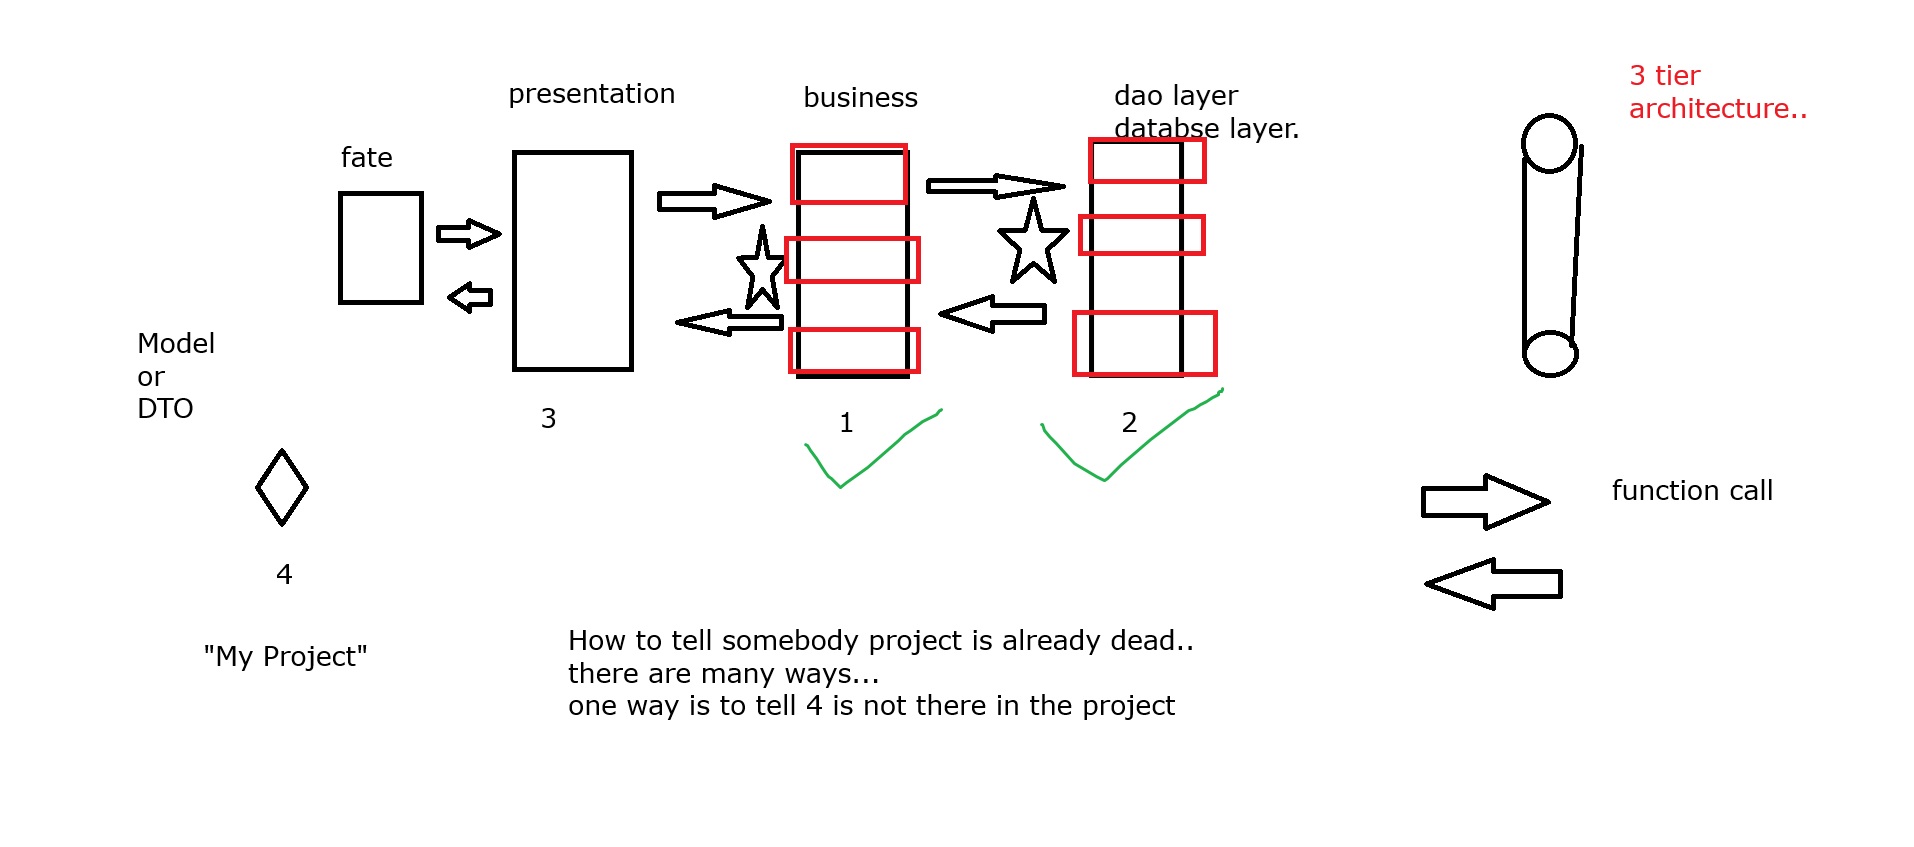 3 tier
architecture..
presentation
business
dao layer
databse layer.
fate
Model
or
DTO
3
1
2
function call
4
"My Project"
How to tell somebody project is already dead..
there are many ways...
one way is to tell 4 is not there in the project